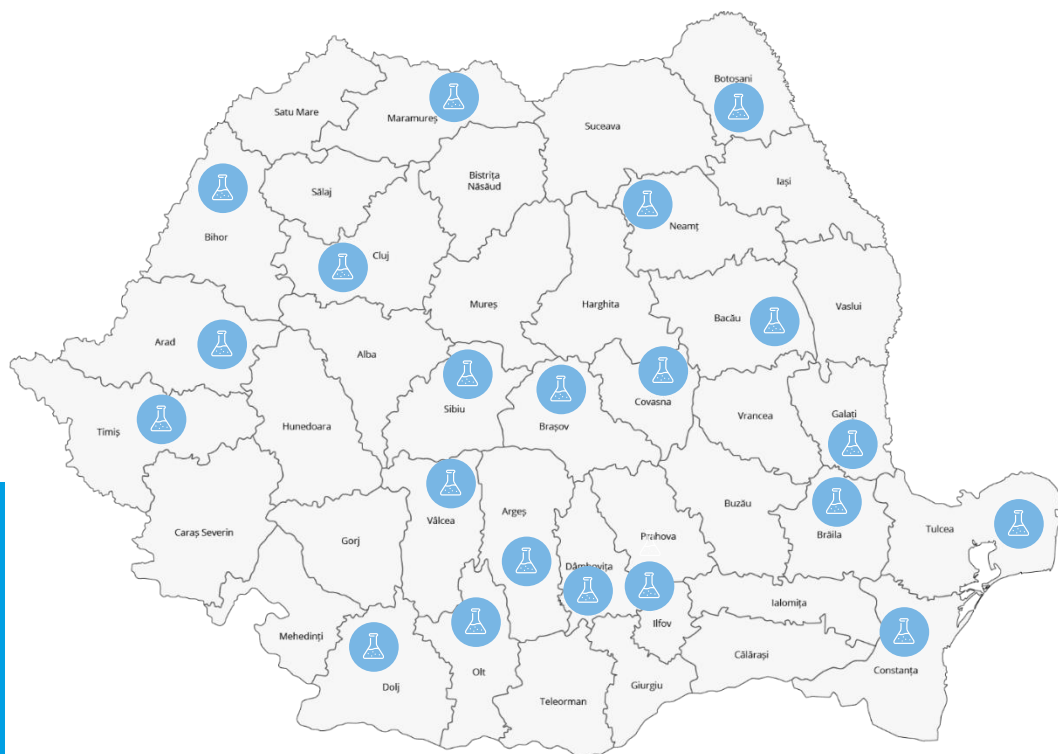 Botoșani
Satu Mare
Maramureș
Suceava
Bistrița
Năsăud
Iași
Sălaj
Neamț
Bihor
Cluj
Mureș
Harghita
Vaslui
Bacău
Arad
Alba
Covasna
Sibiu
Brașov
Vrancea
Galați
Hunedoara
Timiș
Buzău
Argeș
Vâlcea
Caraș Severin
Gorj
Prahova
Brăila
Tulcea
Dâmbovița
Ialomița
Ilfov
Mehedinți
Călărași
Constanța
Olt
Dolj
Giurgiu
Teleorman